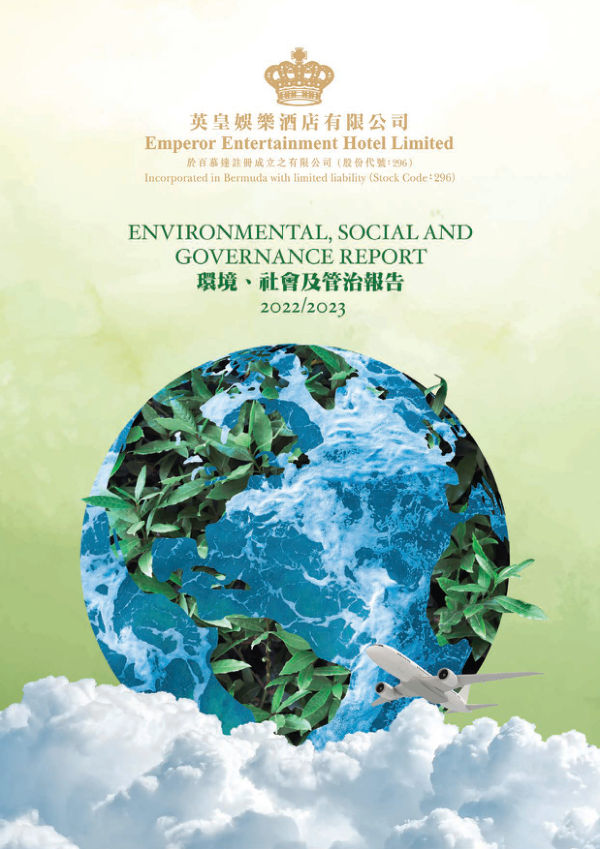 英皇娛樂酒店有限公司
Emperor Entertainment Hotel Limited
於百慕達註冊成立之有限公司 (股份代號：296)
Incorporated in Bermuda with limited liability (Stock Code：296)
ENVIRONMENTAL, SOCIAL AND
GOVERNANCE REPORT
環境、社會及管治報告
2022/2023